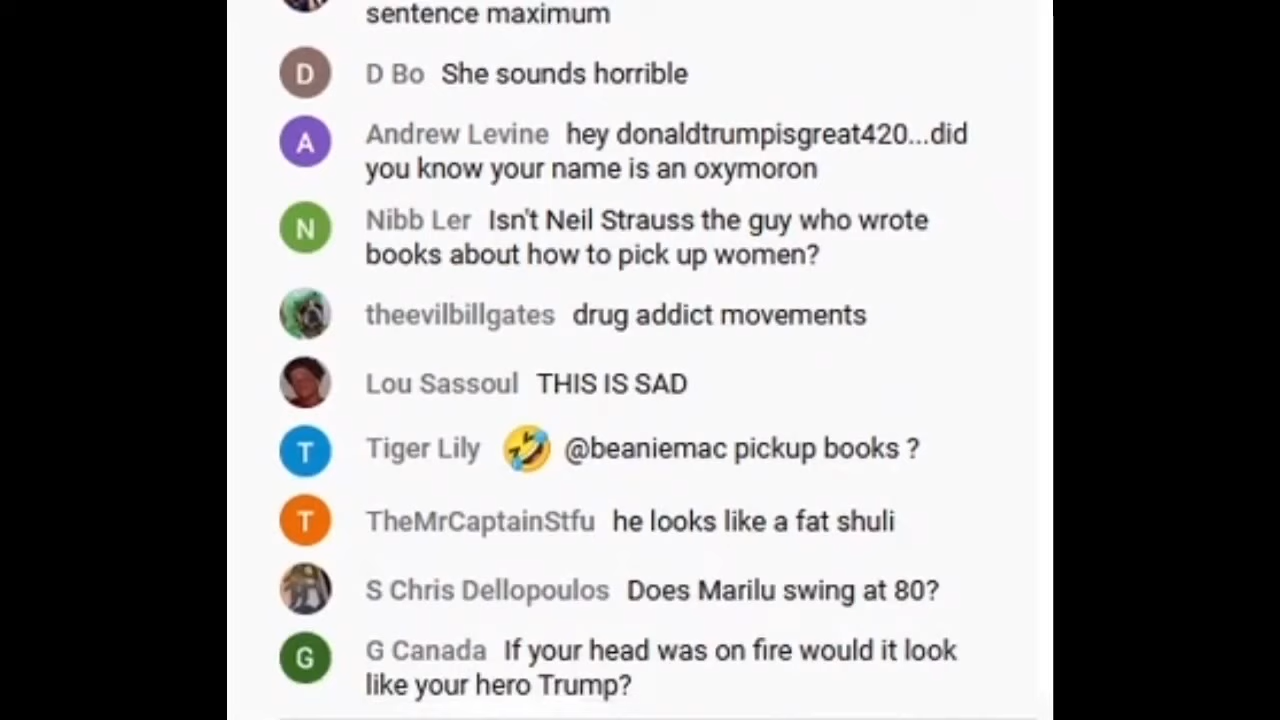 sentence maximum
D D Bo She sounds horrible
A Andrew Levine hey donaldtrumpisgreat420...did
you know your name is an oxymoron
N Nibb Ler Isn't Neil Strauss the guy who wrote
books about how to pick up women?
theevilbillgates drug addict movements
Lou Sassoul THIS IS SAD
T Tiger Lily 🤣 @beaniemac pickup books ?
T TheMrCaptainStfu he looks like a fat shuli
S Chris Dellopoulos Does Marilu swing at 80?
G G Canada If your head was on fire would it look
like your hero Trump?